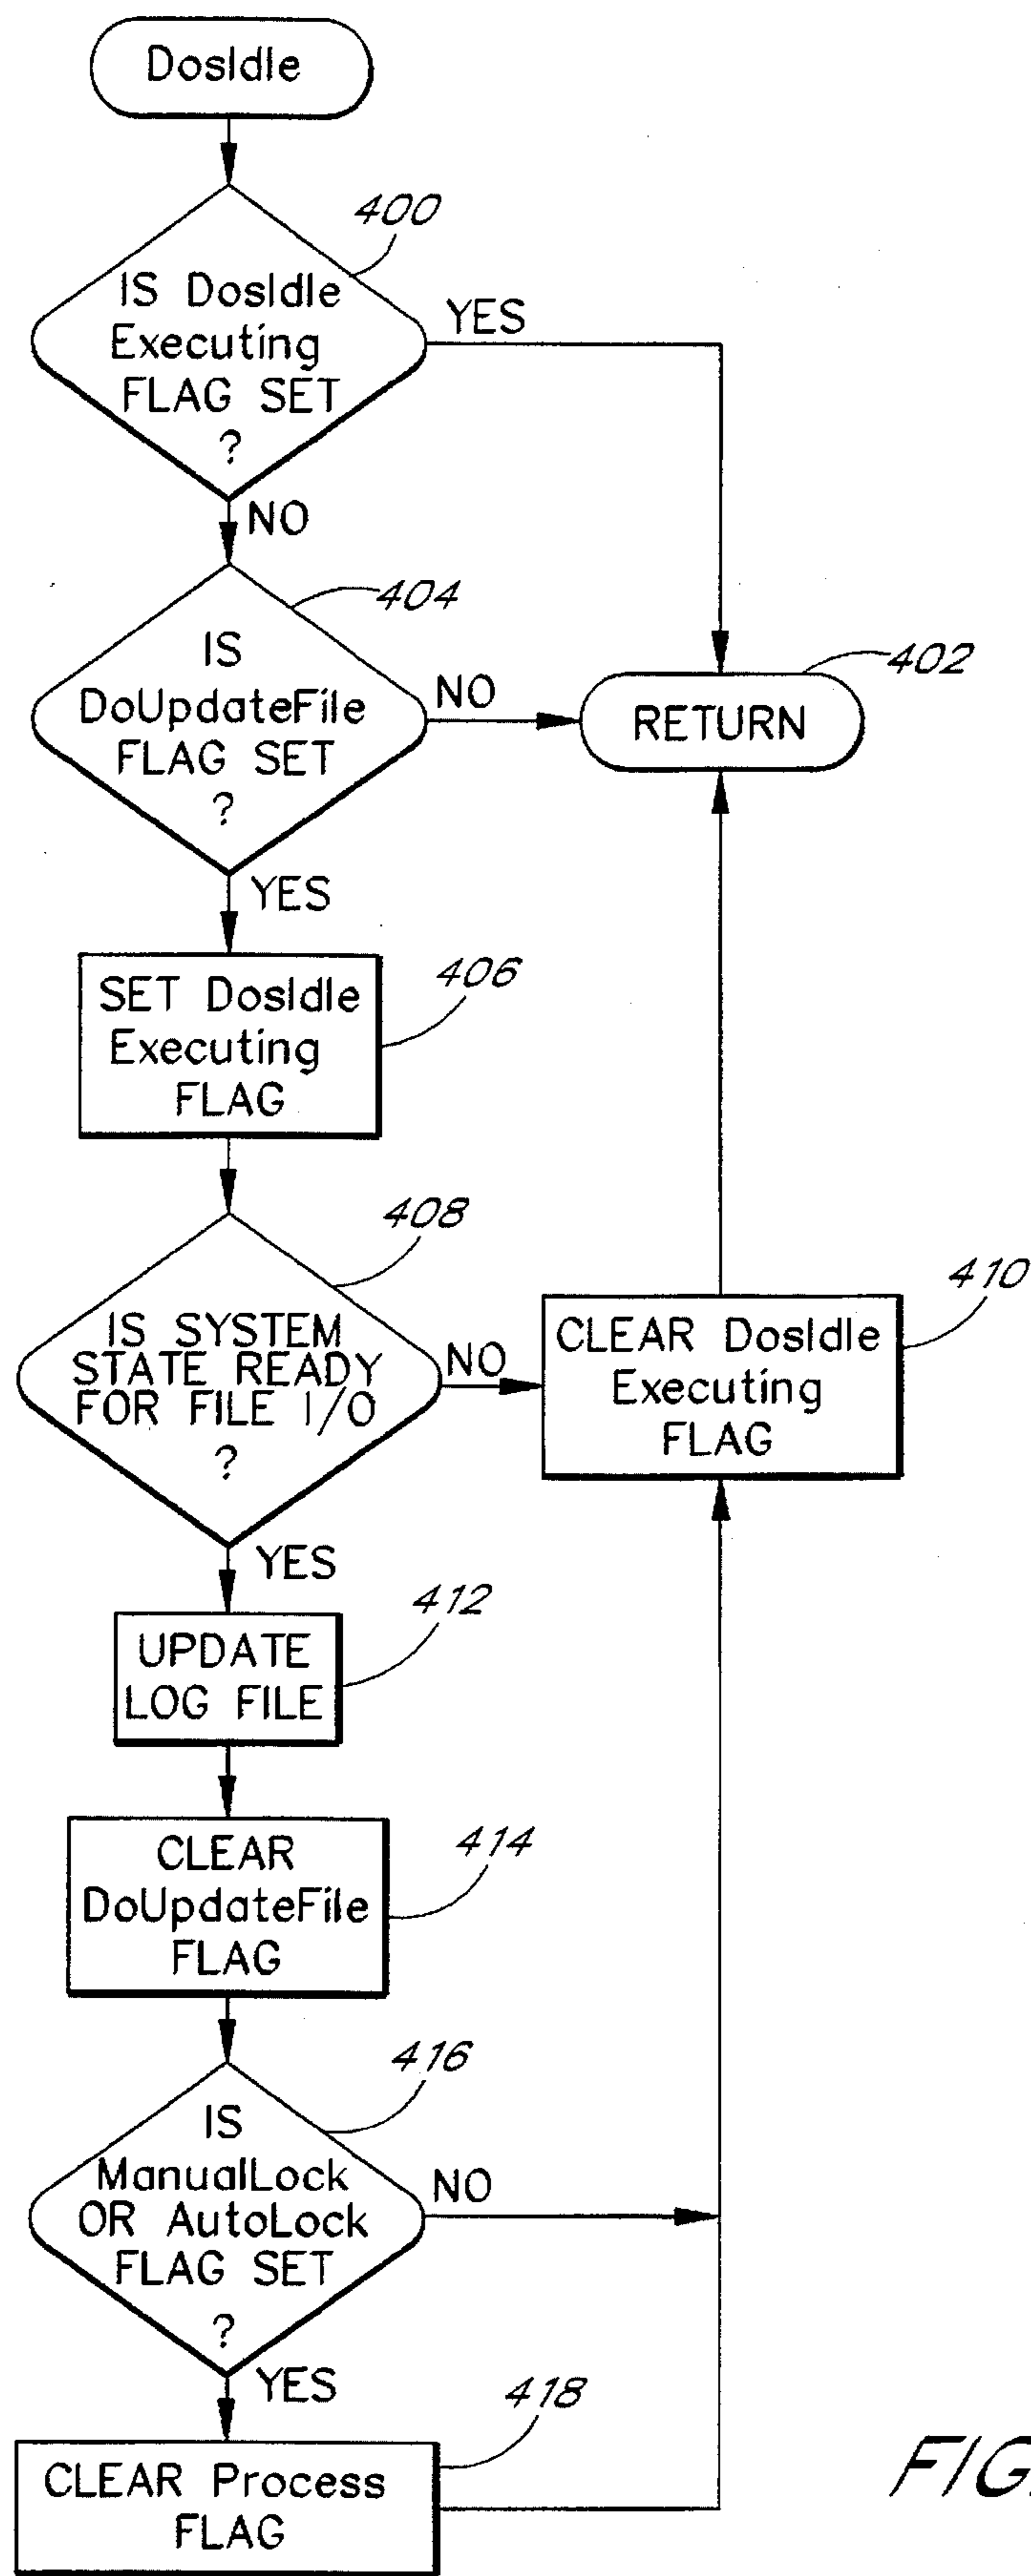 DosIdle
400
IS DosIdle
Executing
FLAG SET
?
YES
NO
404
IS
DoUpdateFile
FLAG SET
?
NO
402
RETURN
YES
406
SET DosIdle
Executing
FLAG
408
IS SYSTEM
STATE READY
FOR FILE I/O
?
NO
410
CLEAR DosIdle
Executing
FLAG
YES
412
UPDATE
LOG FILE
414
CLEAR
DoUpdateFile
FLAG
416
IS
ManualLock
OR AutoLock
FLAG SET
?
NO
YES
418
CLEAR Process
FLAG
FIG.